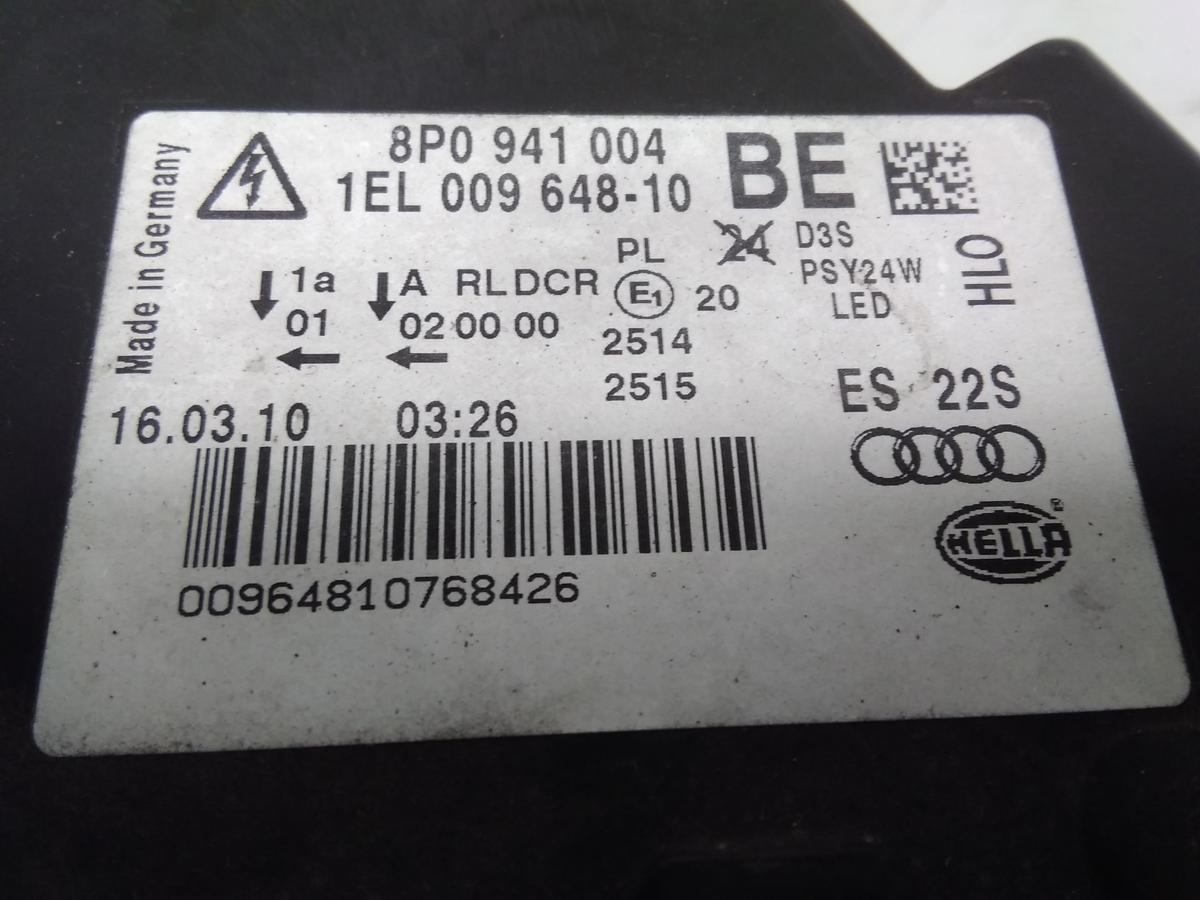 Made in Germany
8P0 941 004 BE
1EL 009 648-10
PL 24 D3S
1a A RLDCR E1 20 PSY24W
01 02 00 00 LED
HLO
2514
2515
ES 22S
16.03.10 03:26
HELLA ®
00964810768426